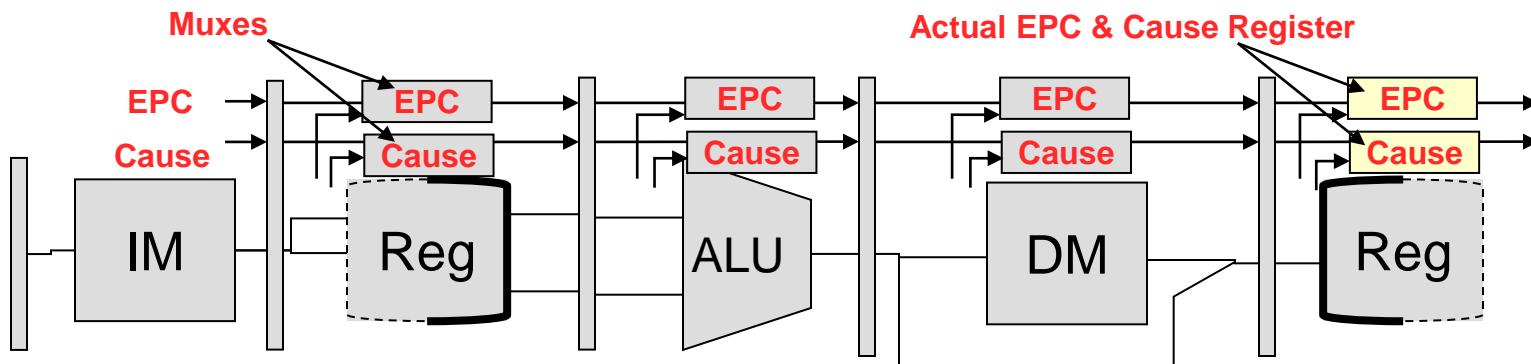 Muxes
Actual EPC & Cause Register
EPC EPC EPC EPC EPC
Cause Cause Cause Cause Cause
IM Reg ALU DM Reg